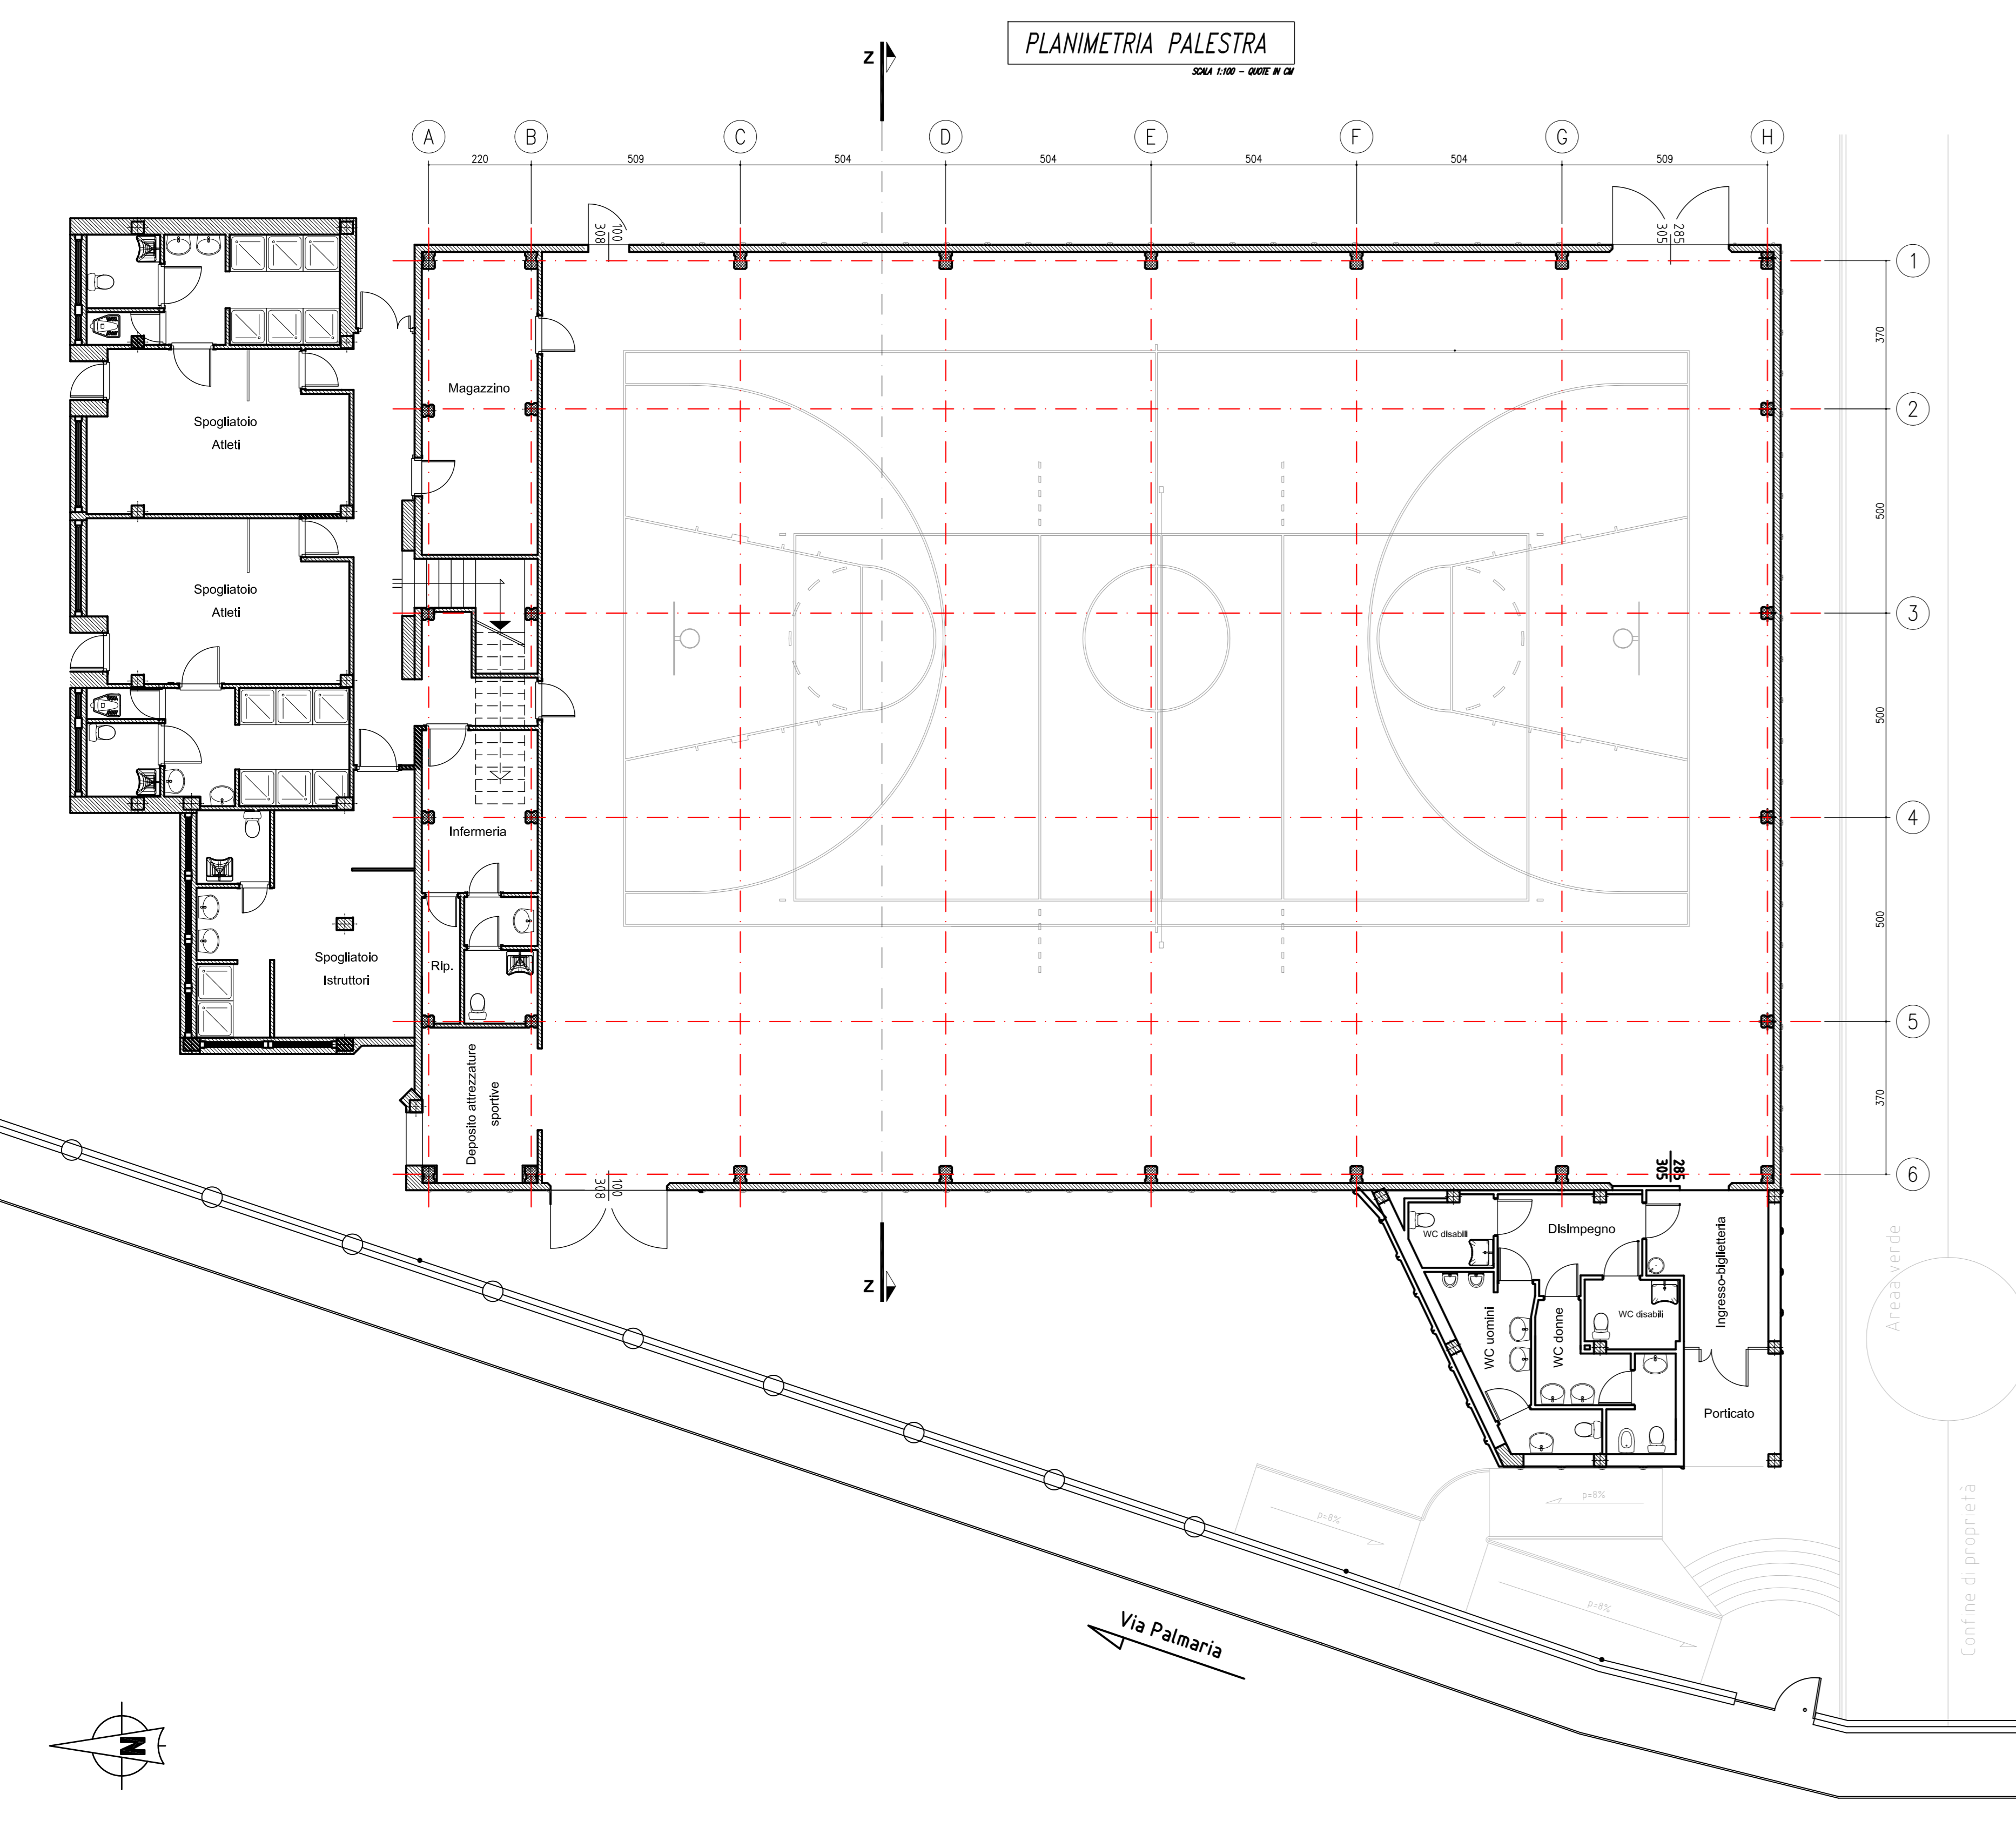 PLANIMETRIA PALESTRA
SCALA 1:100 - QUOTE IN CM
Z
A
B
C
D
E
F
G
H
220
509
504
504
504
504
509
100
308
285
305
1
2
3
4
5
6
370
500
500
500
370
Magazzino
Spogliatoio
Atleti
Spogliatoio
Atleti
Infermeria
Rip.
Spogliatoio
Istruttori
Deposito attrezzature
sportive
100
308
285
305
Z
WC disabili
Disimpegno
Ingresso-biglietteria
WC uomini
WC donne
WC disabili
Porticato
Areaa verde
Confine di proprietà
p=8%
p=8%
p=8%
Via Palmaria
N